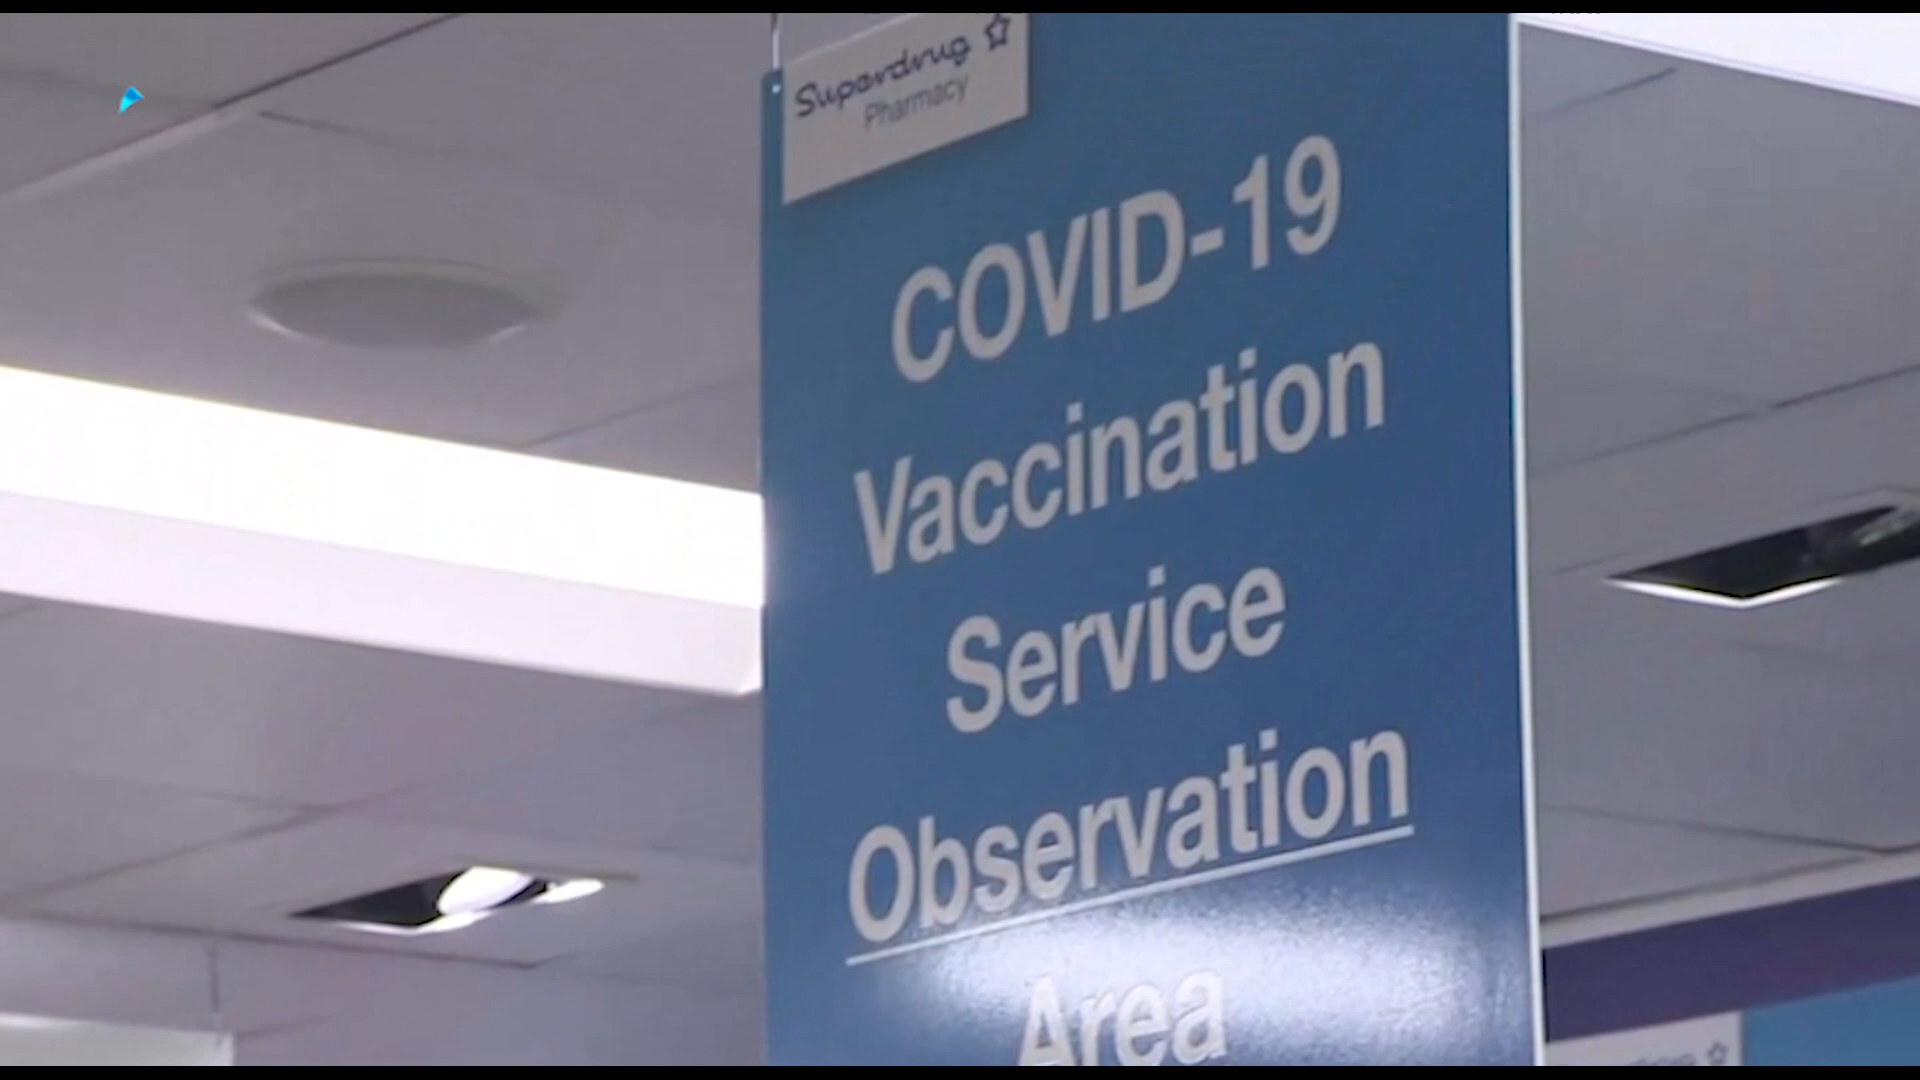 Superdrug
Pharmacy
COVID-19
Vaccination
Service
Observation
Area